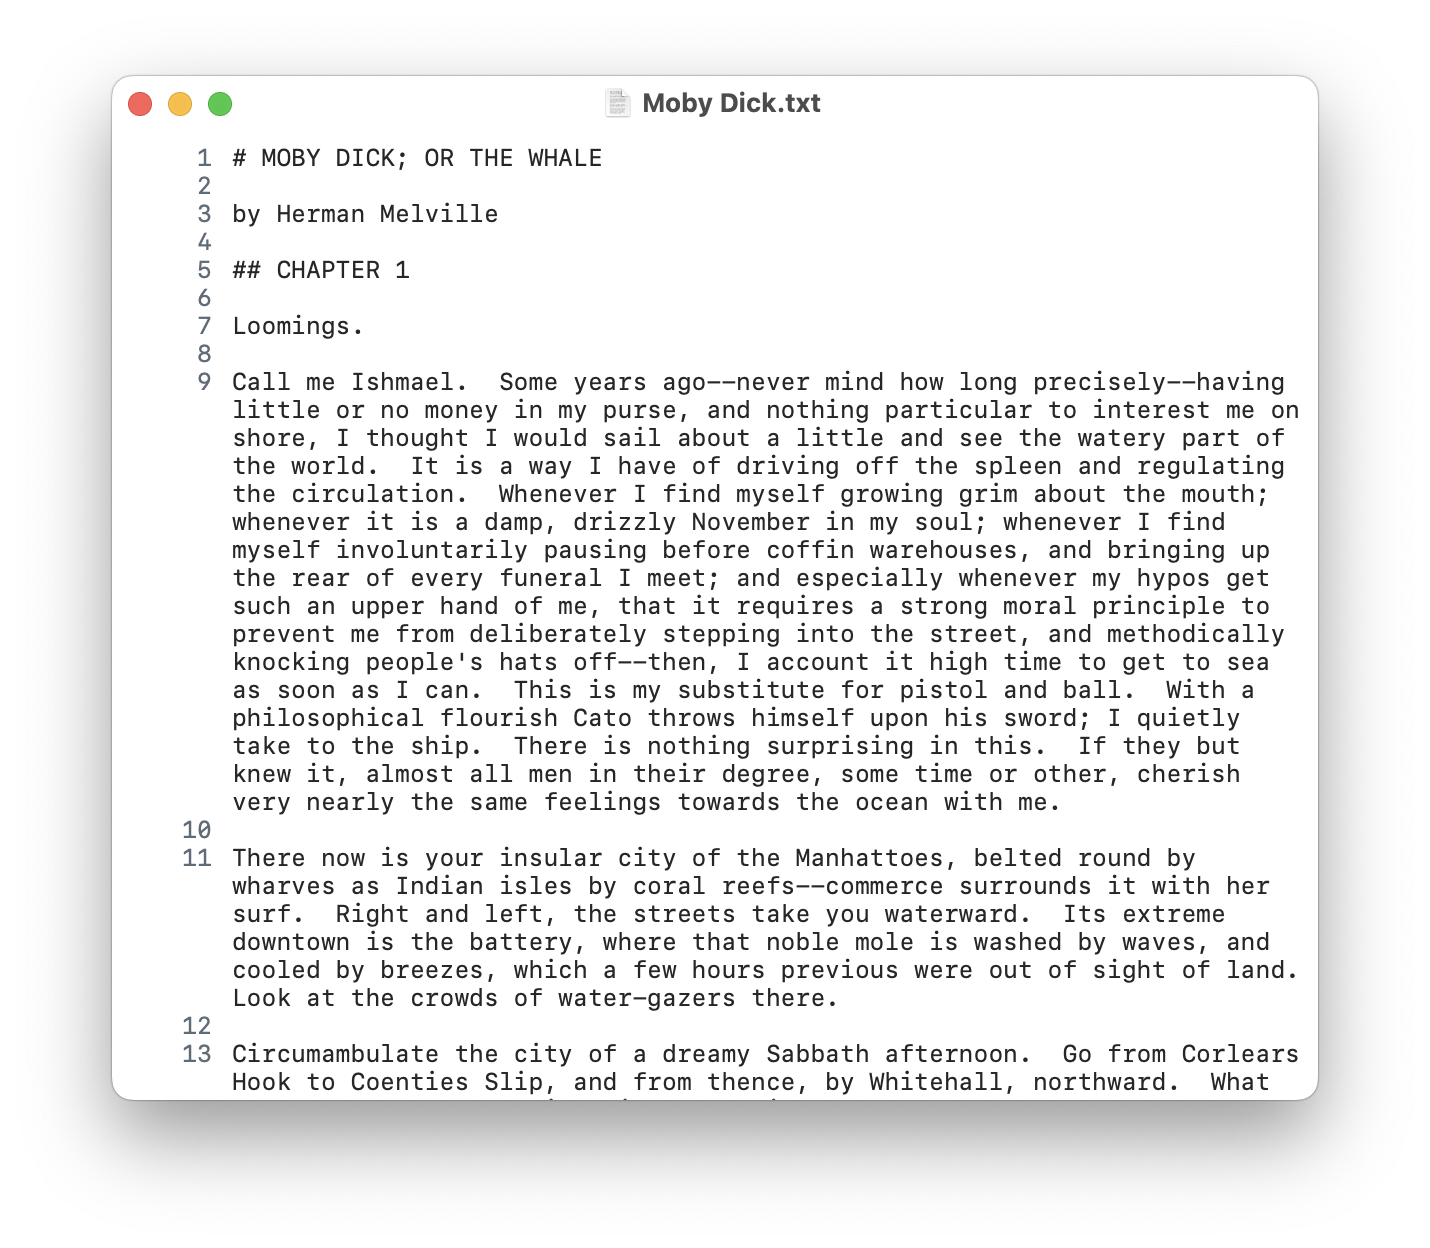 Moby Dick.txt
1 # MOBY DICK; OR THE WHALE
2
3 by Herman Melville
4
5 ## CHAPTER 1
6
7 Loomings.
8
9 Call me Ishmael.  Some years ago--never mind how long precisely--having
little or no money in my purse, and nothing particular to interest me on
shore, I thought I would sail about a little and see the watery part of
the world.  It is a way I have of driving off the spleen and regulating
the circulation.  Whenever I find myself growing grim about the mouth;
whenever it is a damp, drizzly November in my soul; whenever I find
myself involuntarily pausing before coffin warehouses, and bringing up
the rear of every funeral I meet; and especially whenever my hypos get
such an upper hand of me, that it requires a strong moral principle to
prevent me from deliberately stepping into the street, and methodically
knocking people's hats off--then, I account it high time to get to sea
as soon as I can.  This is my substitute for pistol and ball.  With a
philosophical flourish Cato throws himself upon his sword; I quietly
take to the ship.  There is nothing surprising in this.  If they but
knew it, almost all men in their degree, some time or other, cherish
very nearly the same feelings towards the ocean with me.
10
11 There now is your insular city of the Manhattoes, belted round by
wharves as Indian isles by coral reefs--commerce surrounds it with her
surf.  Right and left, the streets take you waterward.  Its extreme
downtown is the battery, where that noble mole is washed by waves, and
cooled by breezes, which a few hours previous were out of sight of land.
Look at the crowds of water-gazers there.
12
13 Circumambulate the city of a dreamy Sabbath afternoon.  Go from Corlears
Hook to Coenties Slip, and from thence, by Whitehall, northward.  What